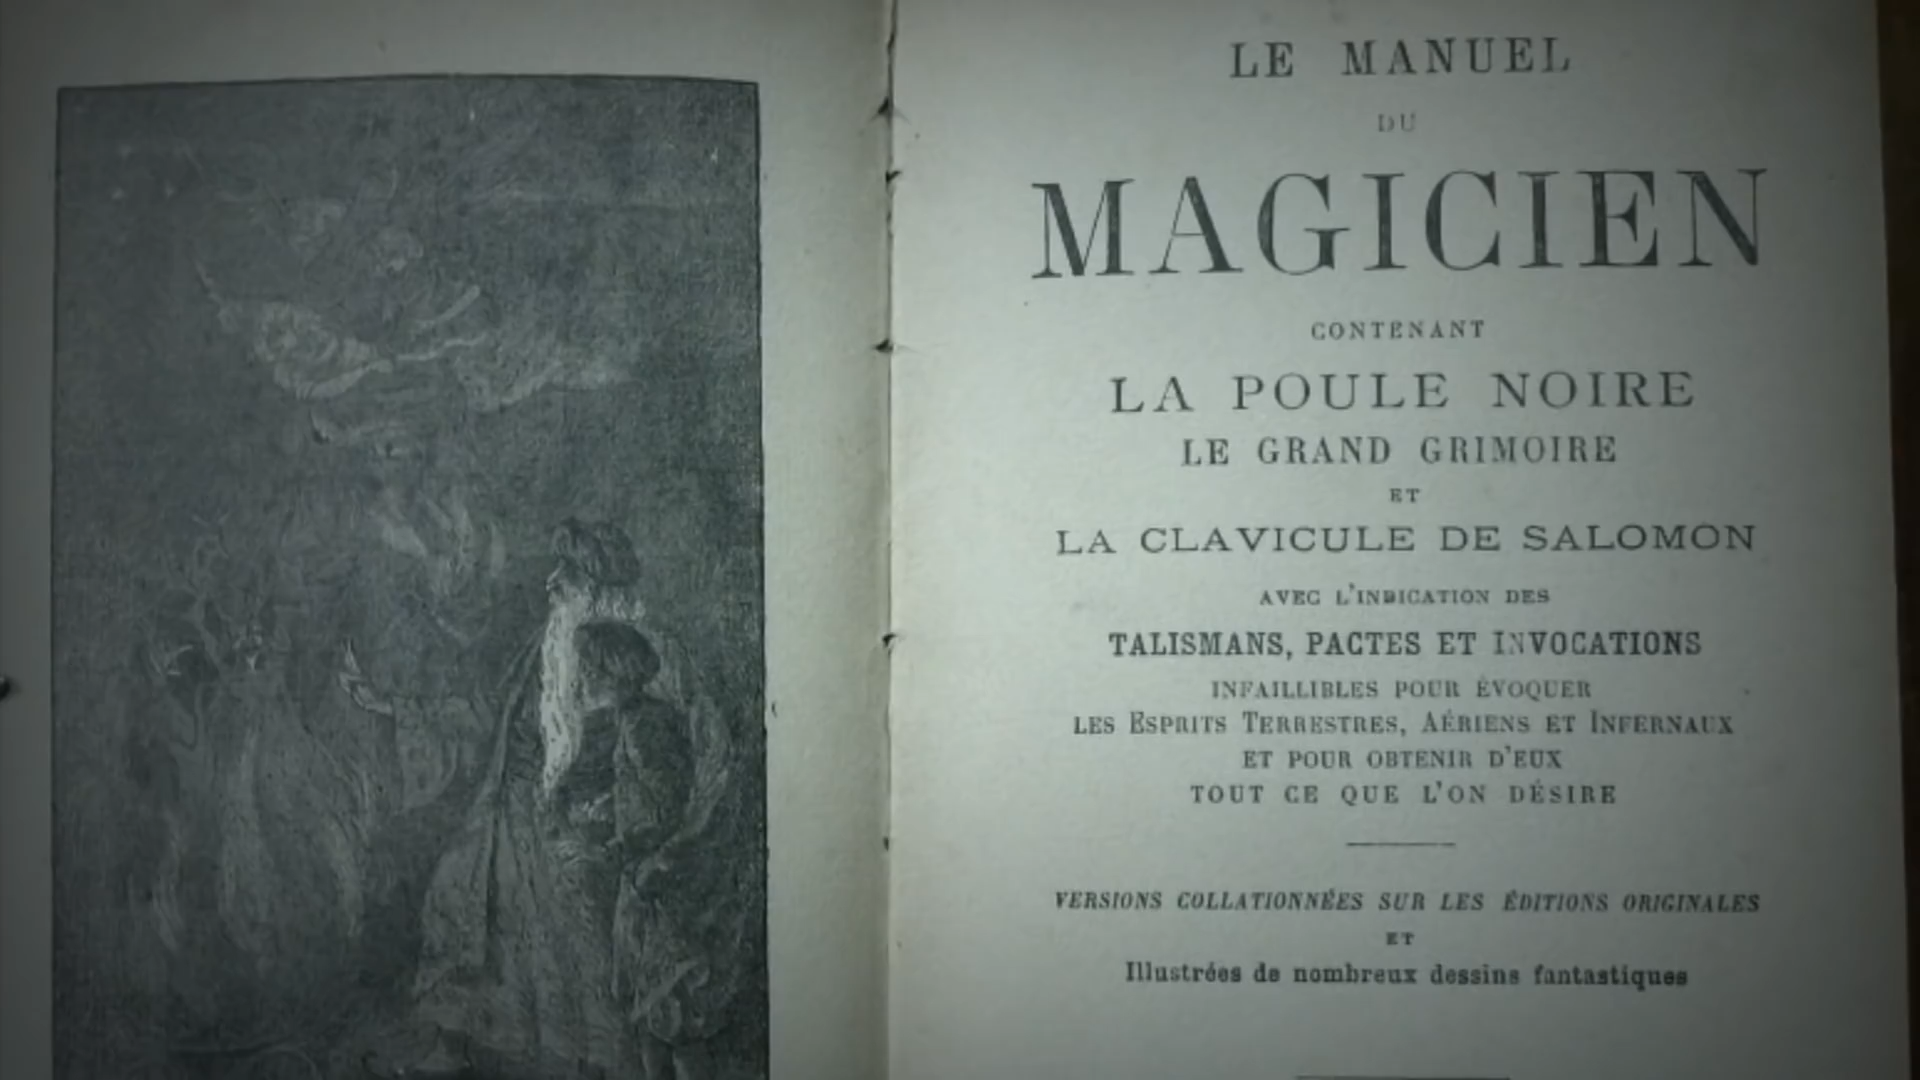 LE MANUEL
DU
MAGICIEN
CONTENANT
LA POULE NOIRE
LE GRAND GRIMOIRE
ET
LA CLAVICULE DE SALOMON
AVEC L'INDICATION DES
TALISMANS, PACTES ET INVOCATIONS
INFAILLIBLES POUR ÉVOQUER
LES ESPRITS TERRESTRES, AÉRIENS ET INFERNAUX
ET POUR OBTENIR D'EUX
TOUT CE QUE L'ON DÉSIRE
VERSIONS COLLATIONNÉES SUR LES ÉDITIONS ORIGINALES
ET
Illustrées de nombreux dessins fantastiques